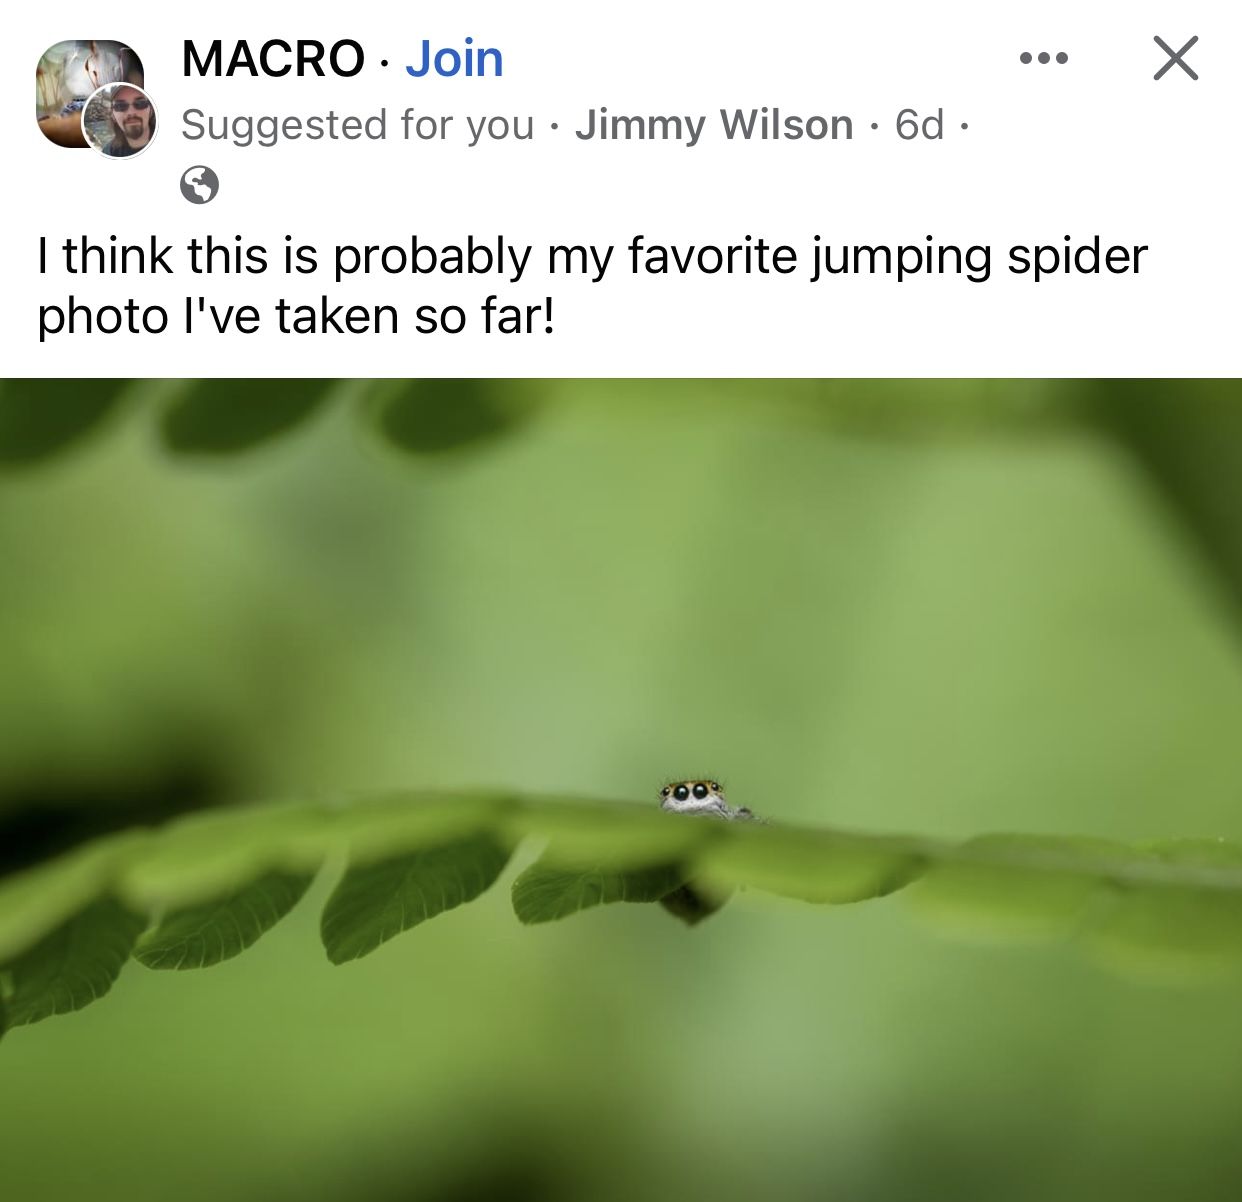 MACRO · Join
Suggested for you · Jimmy Wilson · 6d ·
I think this is probably my favorite jumping spider
photo I've taken so far!